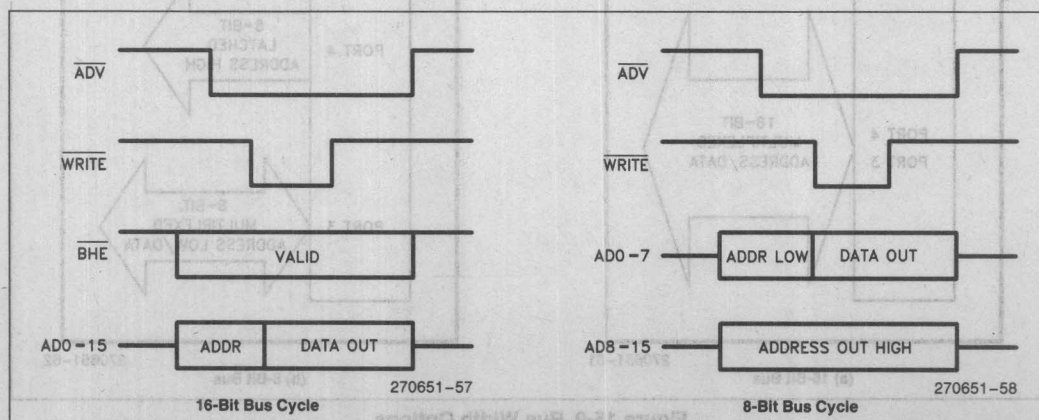 ADV
WRITE
BHE
VALID
AD0-15
ADDR
DATA OUT
270651-57
16-Bit Bus Cycle
ADV
WRITE
AD0-7
ADDR LOW
DATA OUT
AD8-15
ADDRESS OUT HIGH
270651-58
8-Bit Bus Cycle